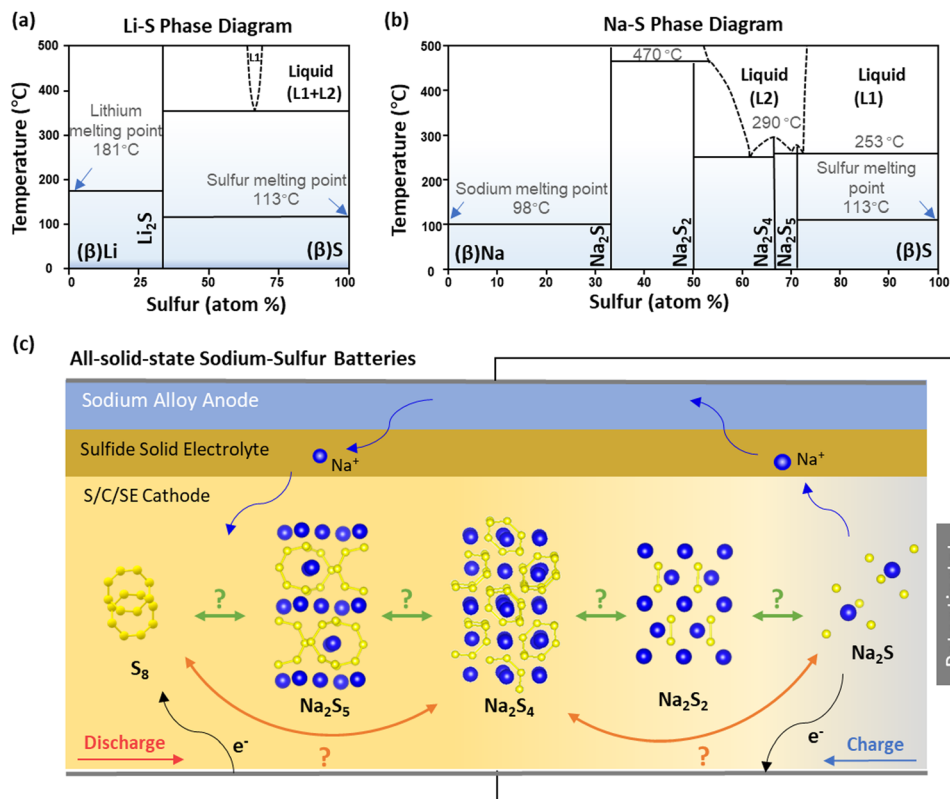 (a)
Li-S Phase Diagram
500
400
300
200
100
0
Temperature (°C)
L1
Liquid
(L1+L2)
Lithium
melting point
181°C
Sulfur melting point
113°C
(β)Li
Li₂S
(β)S
0
25
50
75
100
Sulfur (atom %)
(b)
Na-S Phase Diagram
500
400
300
200
100
0
Temperature (°C)
470 °C
Liquid
(L2)
290 °C
Liquid
(L1)
253 °C
Sodium melting point
98°C
Sulfur melting
point
113°C
(β)Na
Na₂S
Na₂S₂
Na₂S₄
Na₂S₅
(β)S
0
10
20
30
40
50
60
70
80
90
100
Sulfur (atom %)
(c)
All-solid-state Sodium-Sulfur Batteries
Sodium Alloy Anode
Sulfide Solid Electrolyte
Na⁺
Na⁺
S/C/SE Cathode
?
?
?
?
S₈
Na₂S₅
Na₂S₄
Na₂S₂
Na₂S
?
?
e⁻
e⁻
Discharge
Charge